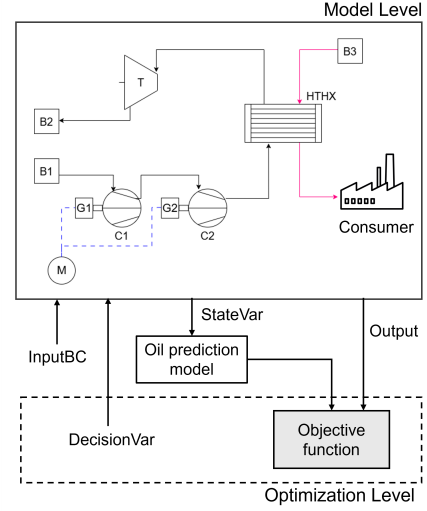 Model Level
B3
T
HTHX
B2
B1
G1
G2
C1
C2
Consumer
M
StateVar
Output
InputBC
Oil prediction
model
DecisionVar
Objective
function
Optimization Level